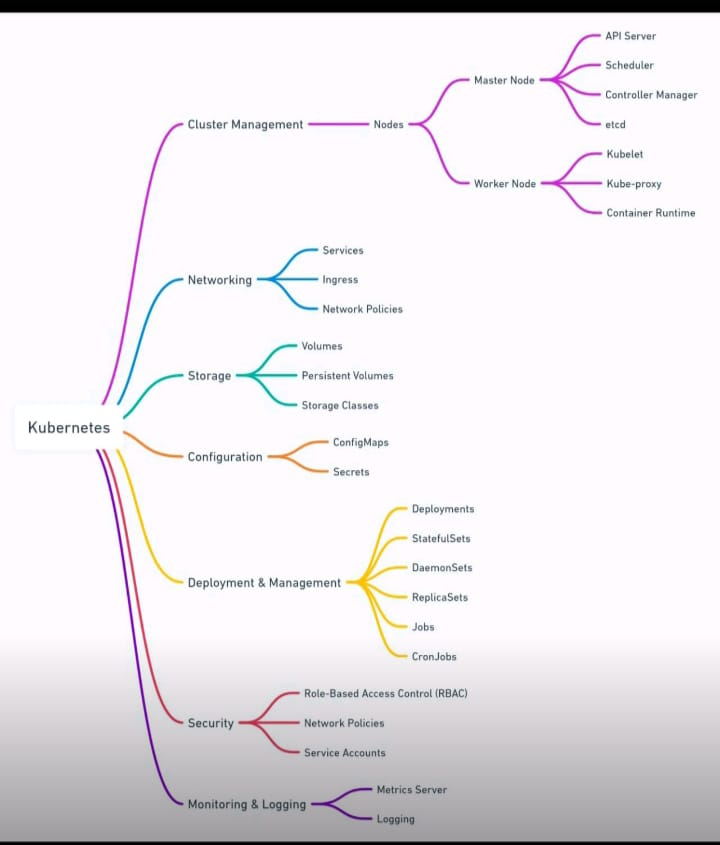 Kubernetes
Cluster Management
Nodes
Master Node
API Server
Scheduler
Controller Manager
etcd
Worker Node
Kubelet
Kube-proxy
Container Runtime
Networking
Services
Ingress
Network Policies
Storage
Volumes
Persistent Volumes
Storage Classes
Configuration
ConfigMaps
Secrets
Deployment & Management
Deployments
StatefulSets
DaemonSets
ReplicaSets
Jobs
CronJobs
Security
Role-Based Access Control (RBAC)
Network Policies
Service Accounts
Monitoring & Logging
Metrics Server
Logging